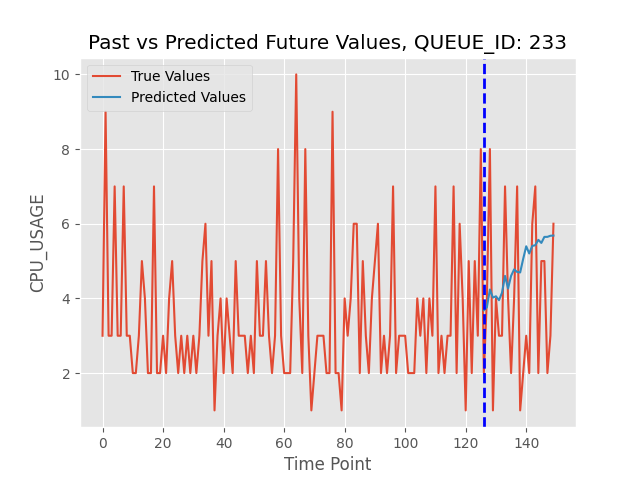 Past vs Predicted Future Values, QUEUE_ID: 233
True Values
Predicted Values
CPU_USAGE
10
8
6
4
2
0 20 40 60 80 100 120 140
Time Point